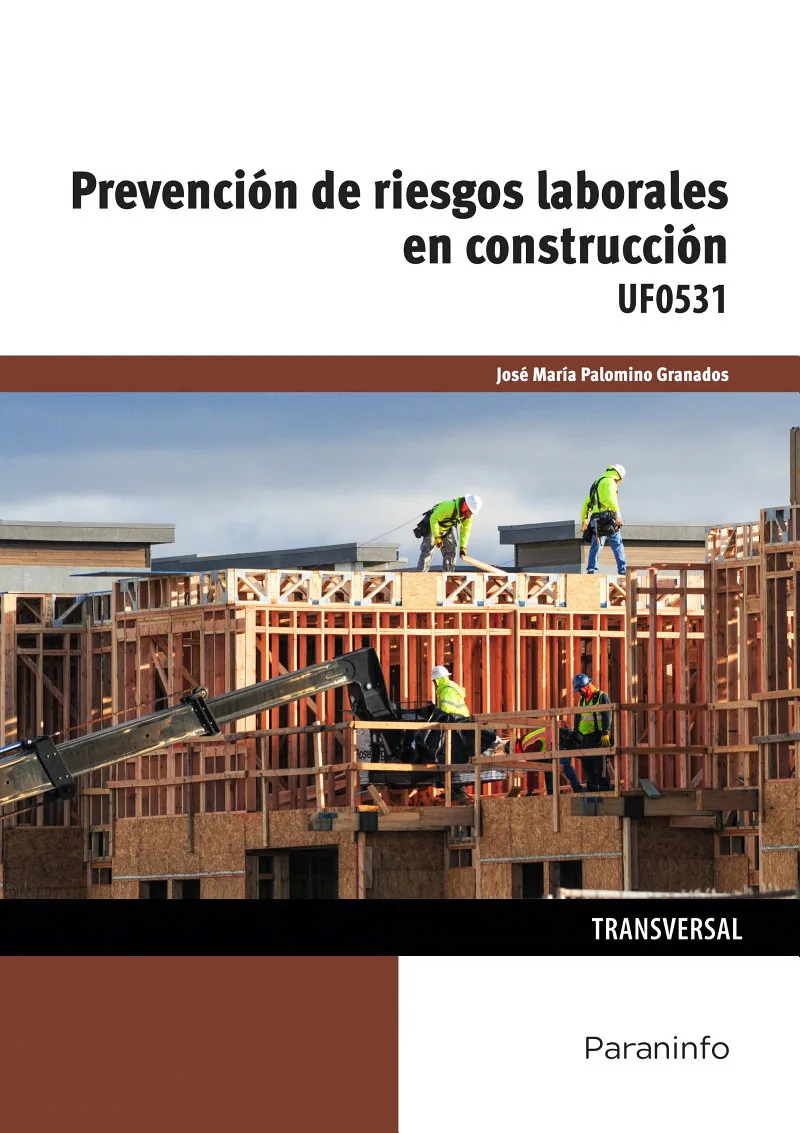 Prevención de riesgos laborales
en construcción
UF0531
José María Palomino Granados
TRANSVERSAL
Paraninfo